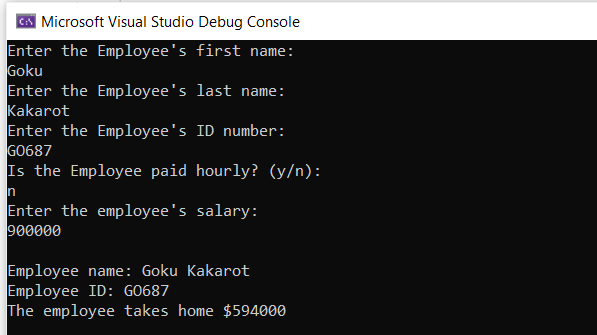 Microsoft Visual Studio Debug Console
Enter the Employee's first name:
Goku
Enter the Employee's last name:
Kakarot
Enter the Employee's ID number:
GO687
Is the Employee paid hourly? (y/n):
n
Enter the employee's salary:
900000
Employee name: Goku Kakarot
Employee ID: GO687
The employee takes home $594000